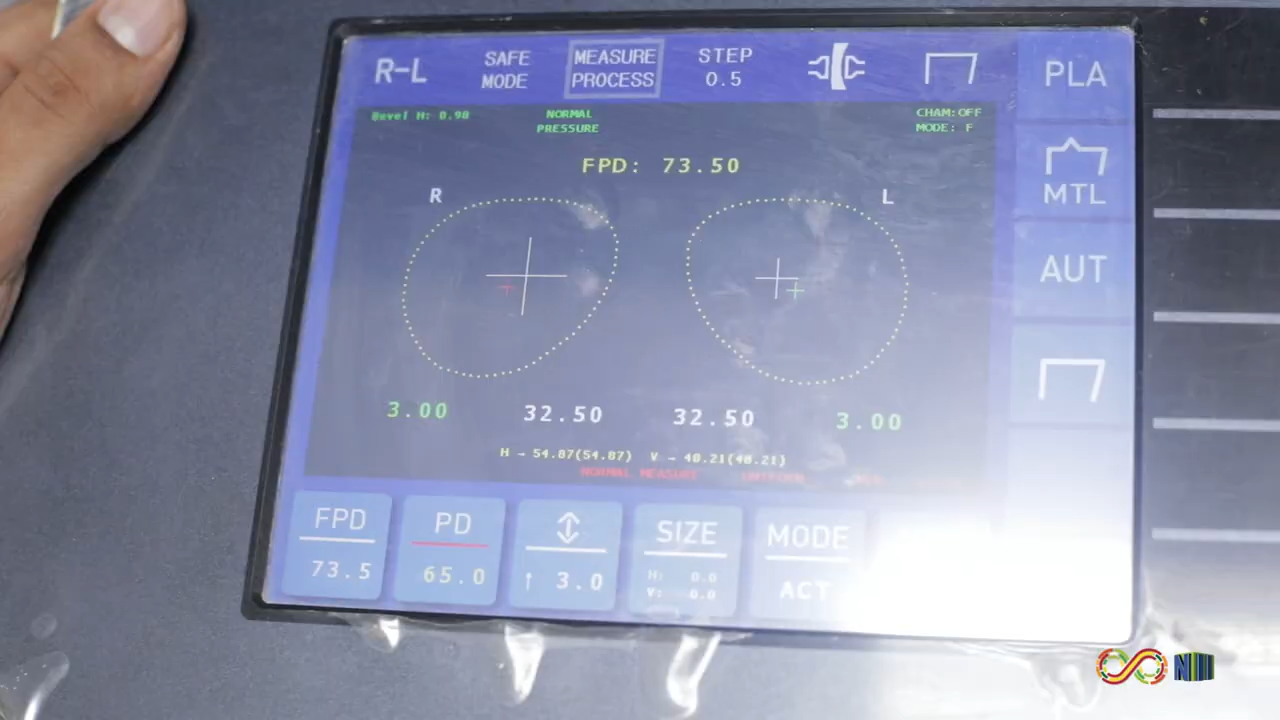 R-L
SAFE
MODE
MEASURE
PROCESS
STEP
0.5
PLA
Bevel H: 0.90
NORMAL
PRESSURE
CHAM:OFF
MODE: F
FPD: 73.50
R
L
MTL
AUT
3.00 32.50 32.50 3.00
H - 54.87(54.87) V - 40.21(40.21)
NORMAL MEASURE
FPD
73.5
PD
65.0
↑ 3.0
SIZE
H: 0.0
V: 0.0
MODE
ACT